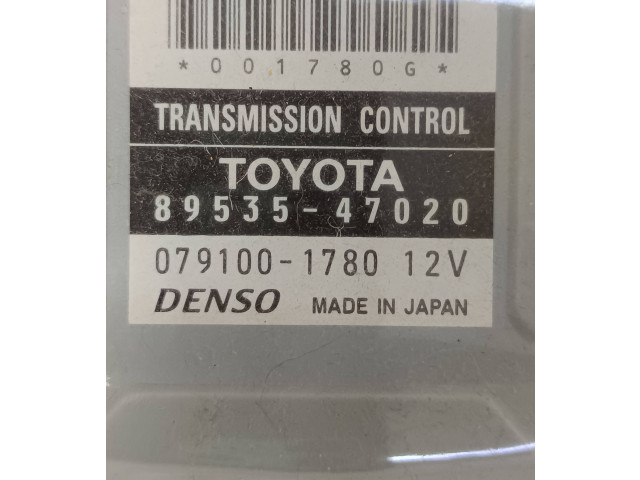 *001780G*
TRANSMISSION CONTROL
TOYOTA
89535-47020
079100-1780 12V
DENSO MADE IN JAPAN